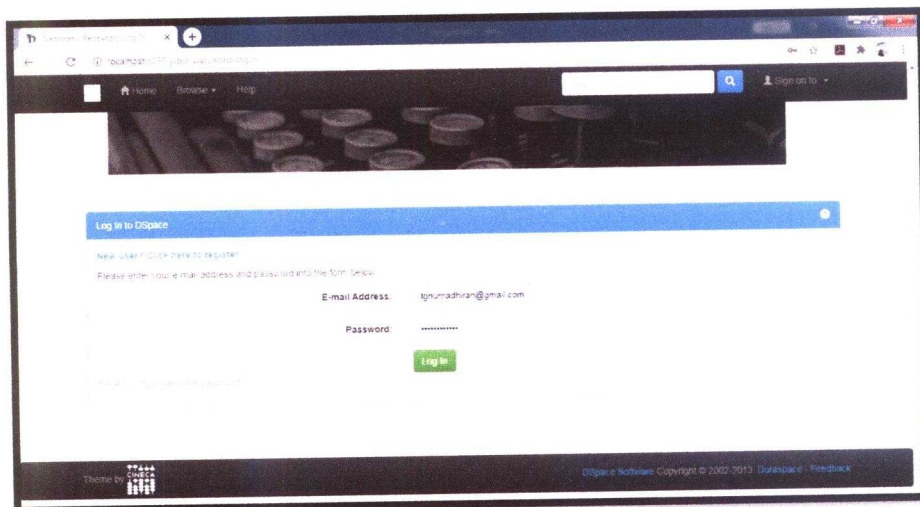 Home Browse Help Sign on to
Log In to DSpace
New user? Click here to register.
Please enter your e-mail address and password into the form below.
E-mail Address:
Password: ••••••••••••
Log In
Theme by CINECA
DSpace Software Copyright © 2002-2013 Duraspace - Feedback